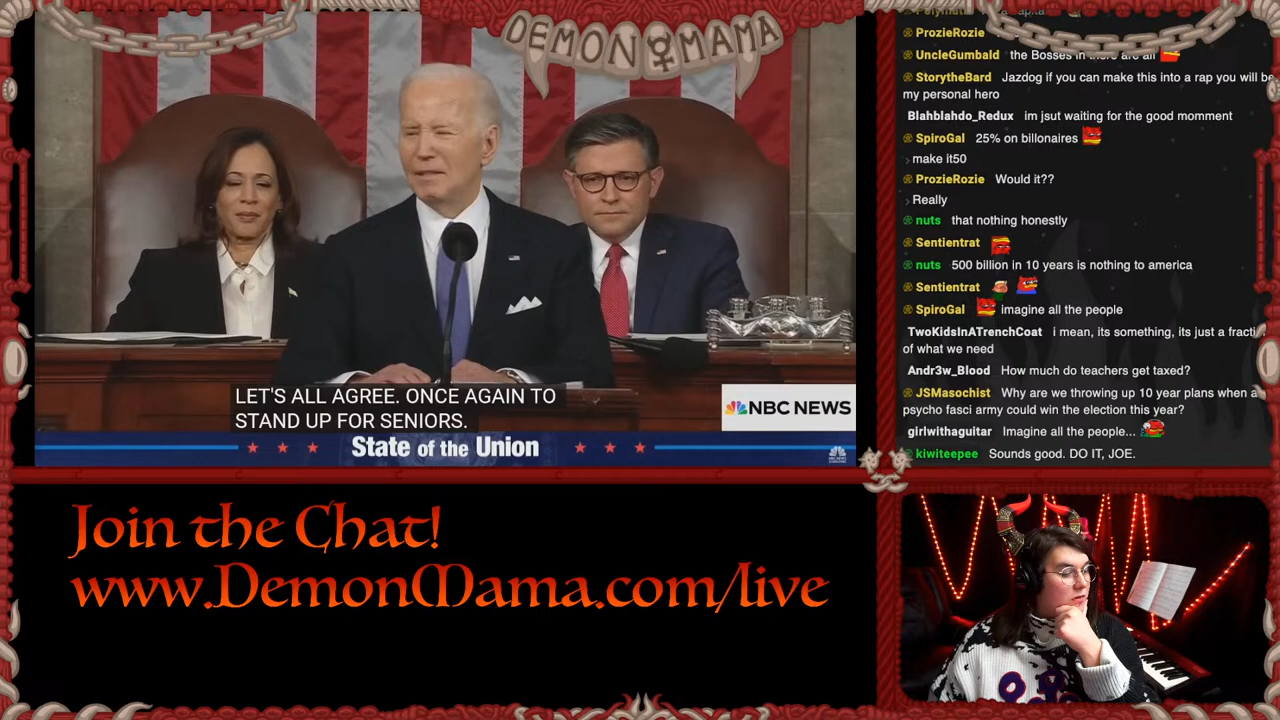 DEMON MAMA
LET'S ALL AGREE. ONCE AGAIN TO
STAND UP FOR SENIORS.
NBC NEWS
State of the Union
Join the Chat!
www.DemonMama.com/live
ProzieRozie
UncleGumbald the Bosses in there are all
StorytheBard Jazdog if you can make this into a rap you will be
my personal hero
Blahblahdo_Redux im jsut waiting for the good momment
SpiroGal 25% on billonaires
make it50
ProzieRozie Would it??
Really
nuts that nothing honestly
Sentientrat
nuts 500 billion in 10 years is nothing to america
Sentientrat
SpiroGal imagine all the people
TwoKidsInATrenchCoat i mean, its something, its just a fracti
of what we need
Andr3w_Blood How much do teachers get taxed?
JSMasochist Why are we throwing up 10 year plans when a
psycho fasci army could win the election this year?
girlwithaguitar Imagine all the people...
kiwiteepee Sounds good. DO IT, JOE.